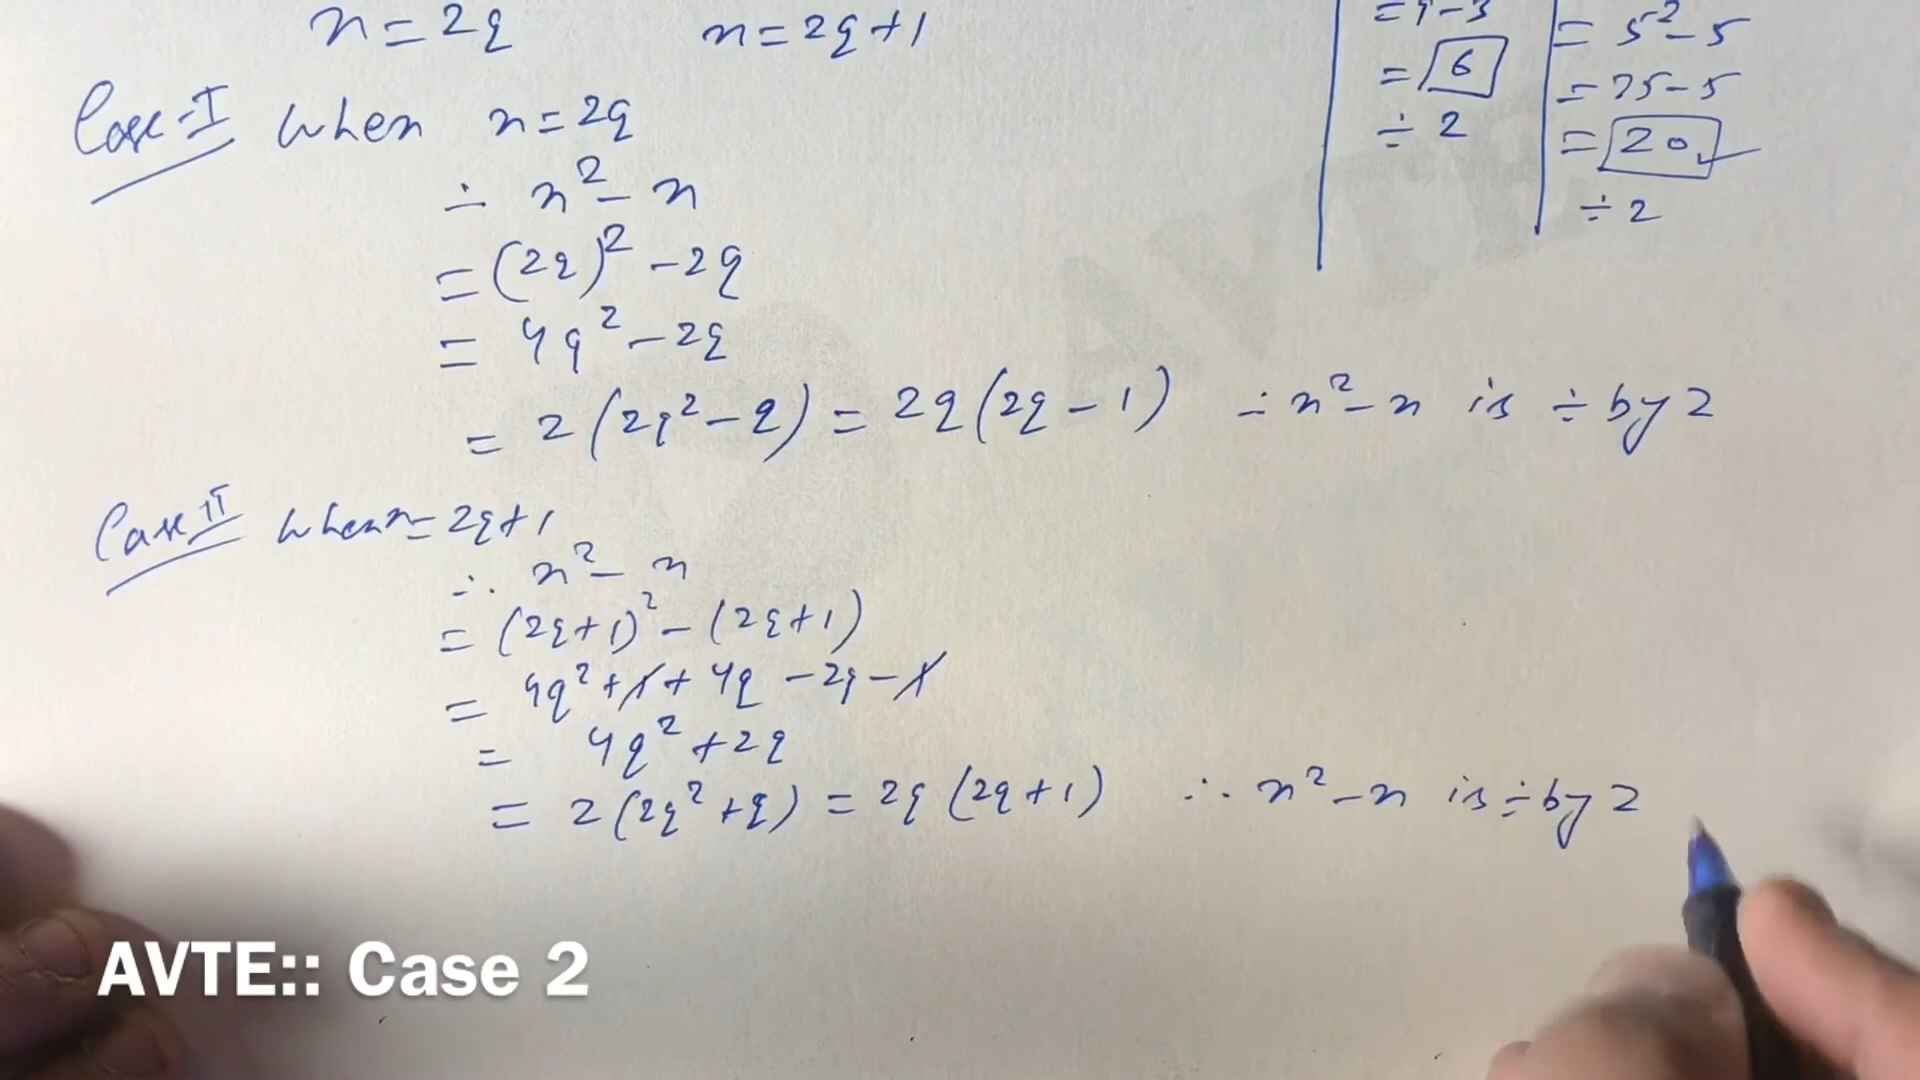 n = 2q n = 2q + 1
Case-I When n = 2q
∴ n² - n
= (2q)² - 2q
= 4q² - 2q
= 2(2q² - q) = 2q(2q - 1) ∴ n² - n is ÷ by 2
Case II When n = 2q + 1
∴ n² - n
= (2q + 1)² - (2q + 1)
= 4q² + 1 + 4q - 2q - 1
= 4q² + 2q
= 2(2q² + q) = 2q(2q + 1) ∴ n² - n is ÷ by 2
= 9 - 3
= 6
÷ 2
= 5² - 5
= 25 - 5
= 20
÷ 2
AVTE:: Case 2